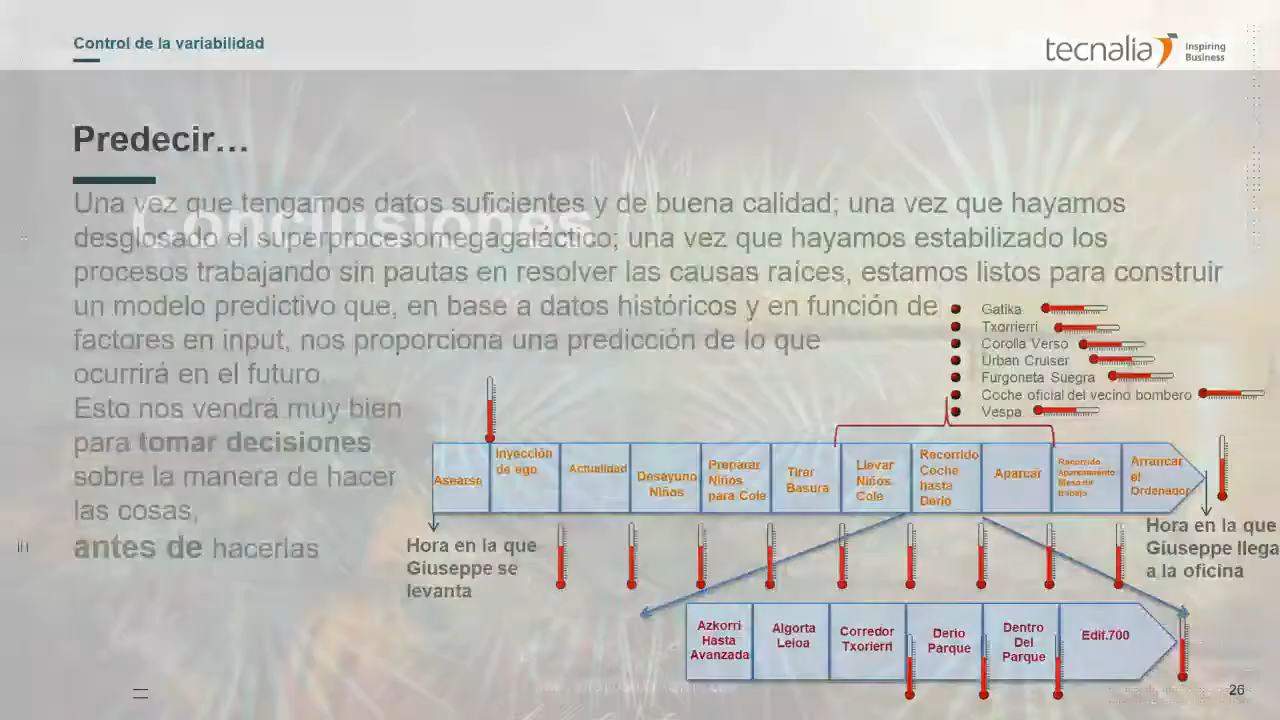 Control de la variabilidad
tecnalia Inspiring
Business
Predecir...
Conclusiones
Una vez que tengamos datos suficientes y de buena calidad; una vez que hayamos
desglosado el superprocesomegagaláctico; una vez que hayamos estabilizado los
procesos trabajando sin pautas en resolver las causas raíces, estamos listos para construir
un modelo predictivo que, en base a datos históricos y en función de
factores en input, nos proporciona una predicción de lo que
ocurrirá en el futuro.
Esto nos vendrá muy bien
para tomar decisiones
sobre la manera de hacer
las cosas,
antes de hacerlas
Gatika
Txorrierri
Corolla Verso
Urban Cruiser
Furgoneta Suegra
Coche oficial del vecino bombero
Vespa
Asearse
Inyección
de ego
Actualidad
Desayuno
Niños
Preparar
Niños
para Cole
Tirar
Basura
Llevar
Niños
Cole
Recorrido
Coche
hasta
Derio
Aparcar
Recorrido
Aparcamiento
Mesa de
trabajo
Arrancar
el
Ordenador
Hora en la que
Giuseppe se
levanta
Hora en la que
Giuseppe llega
a la oficina
Azkorri
Hasta
Avanzada
Algorta
Leioa
Corredor
Txorierri
Derio
Parque
Dentro
Del
Parque
Edif.700
26